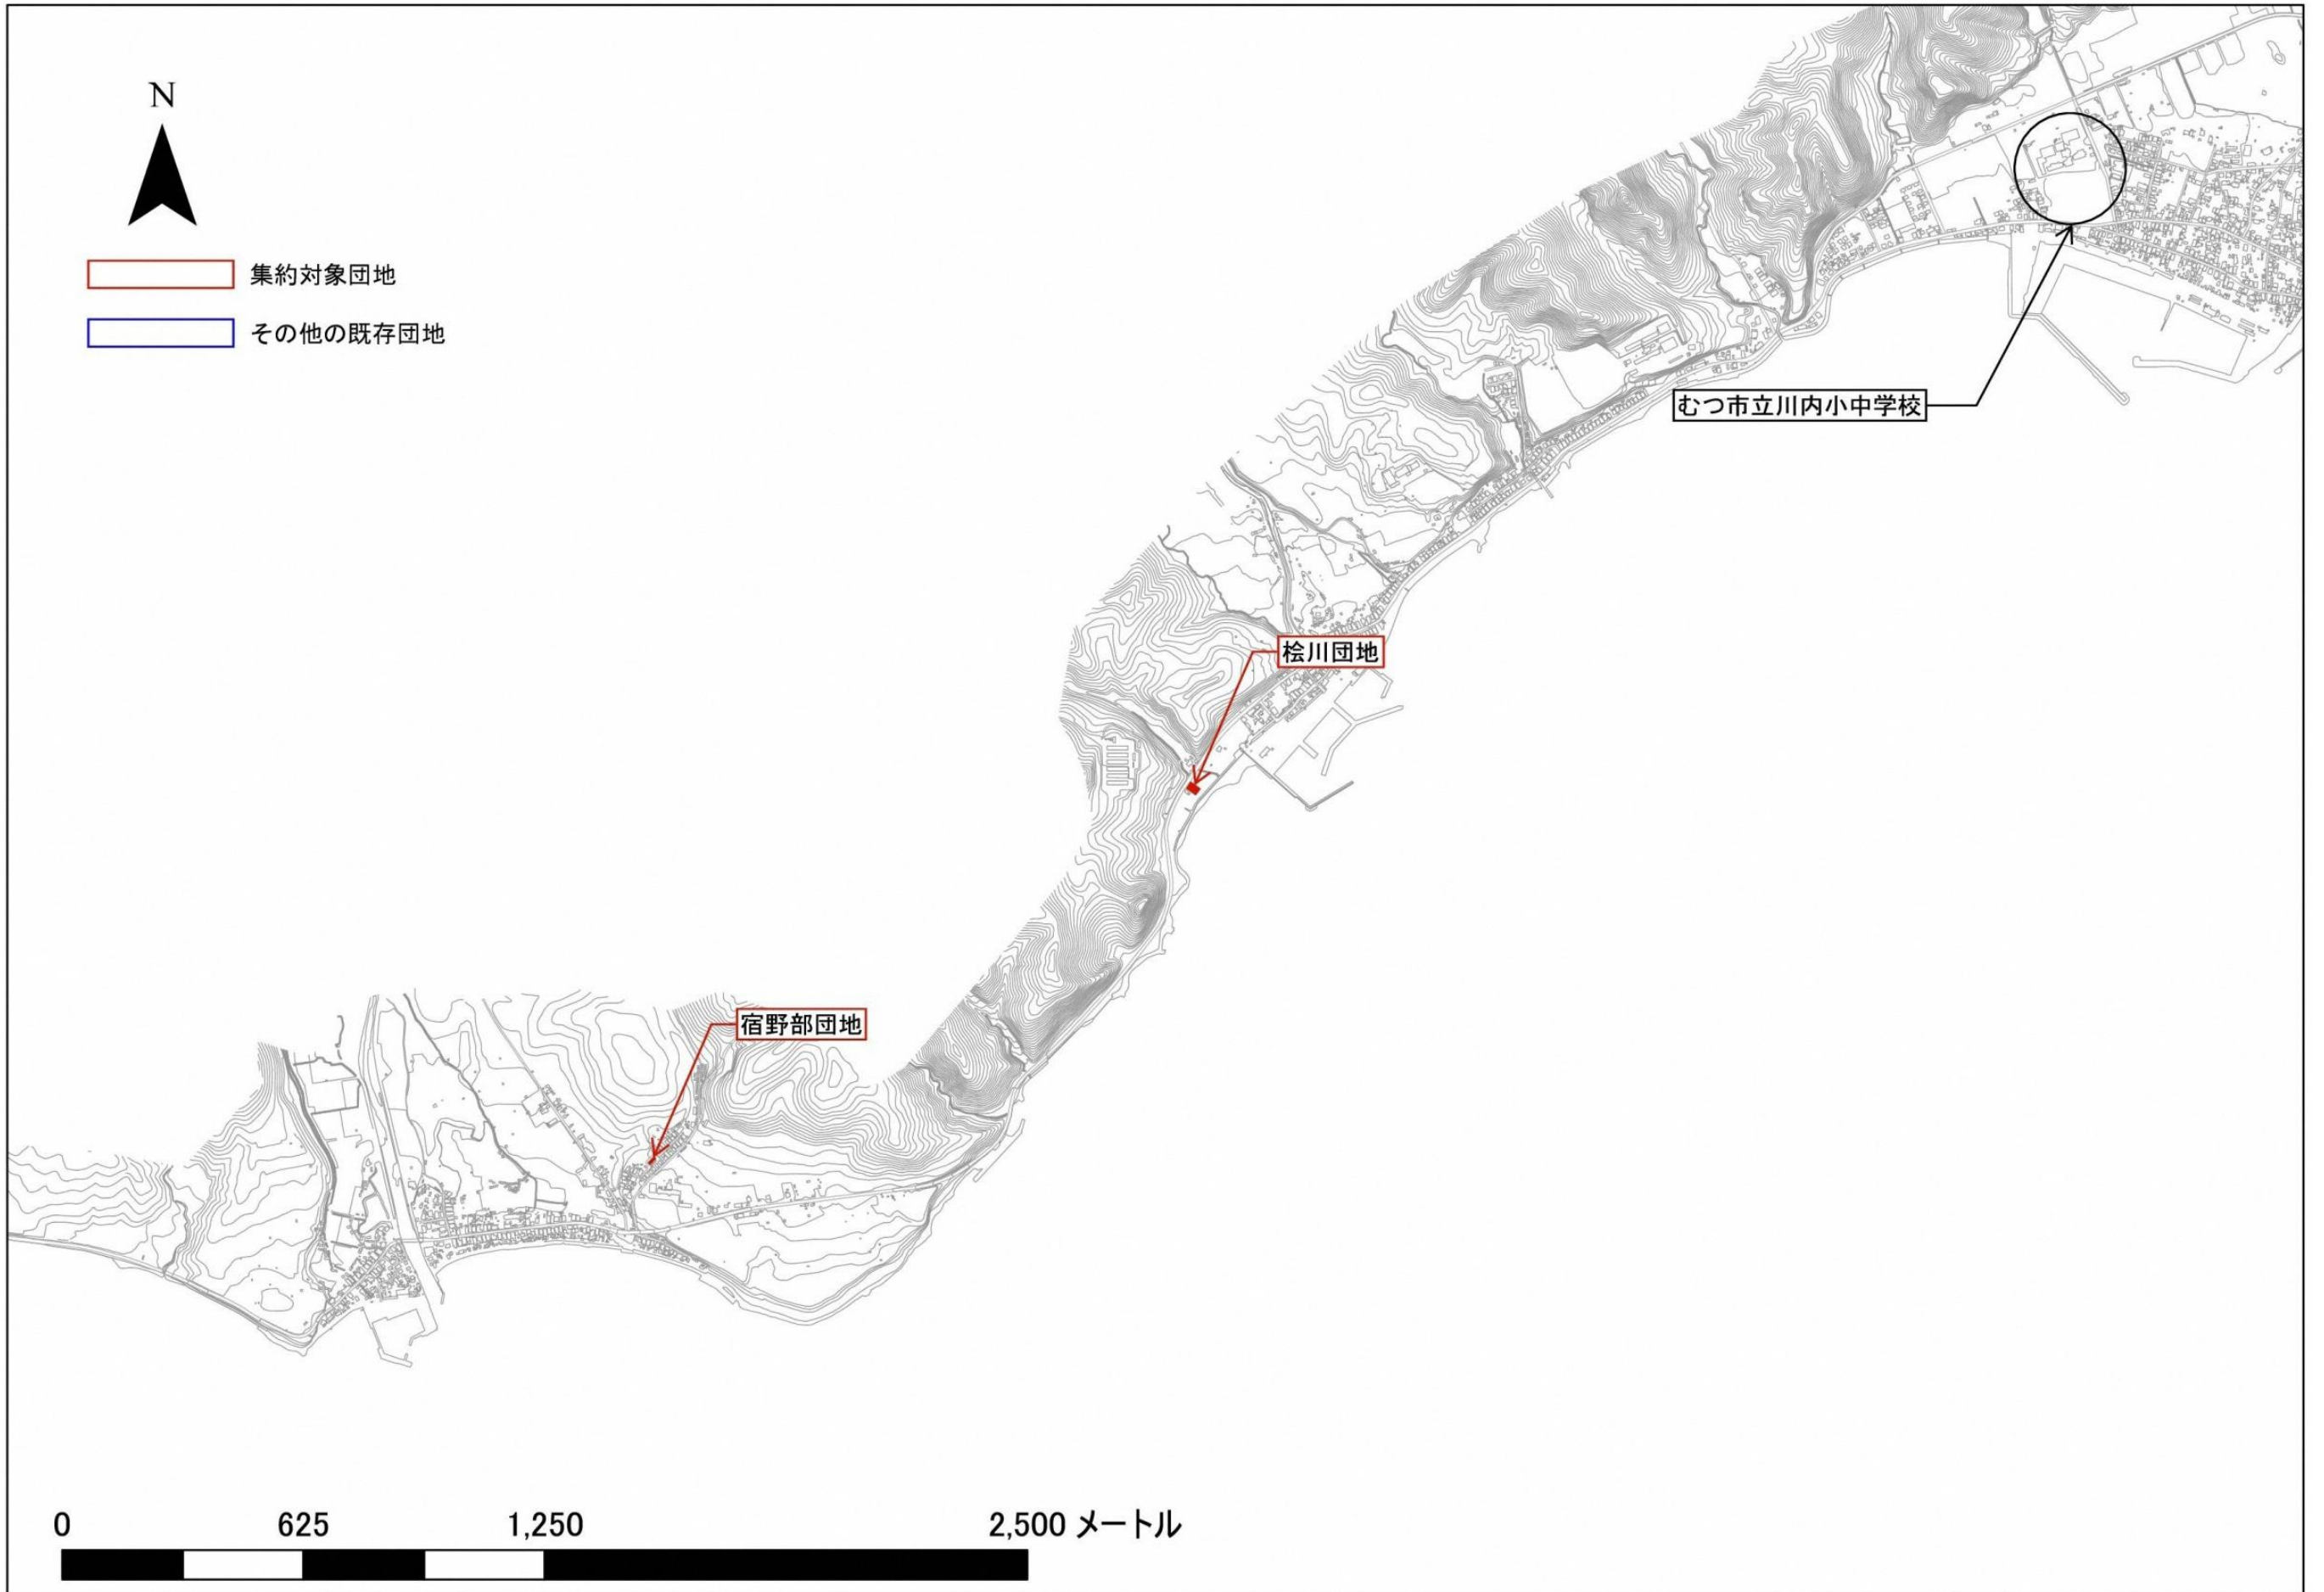 N
集約対象団地
その他の既存団地
むつ市立川内小中学校
桧川団地
宿野部団地
0 625 1,250 2,500 メートル